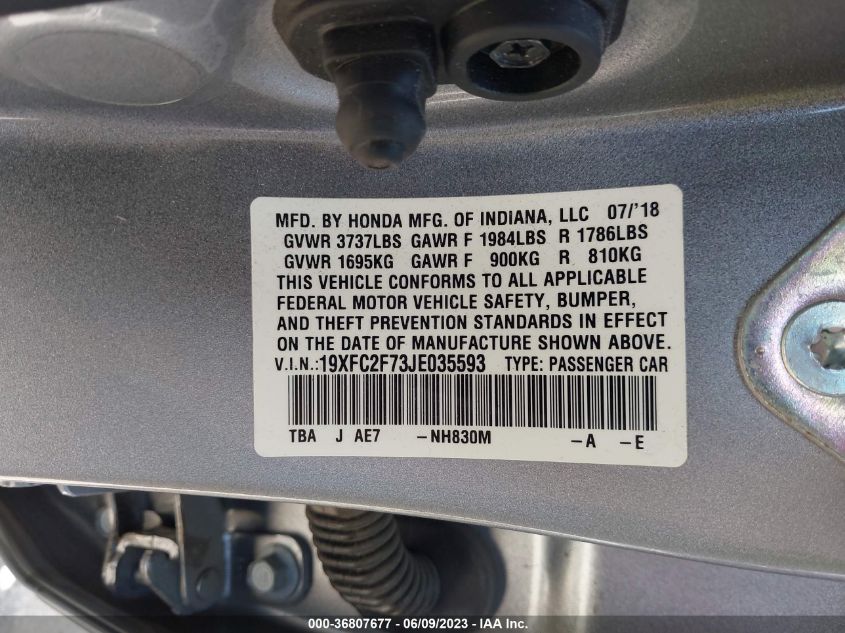 MFD. BY HONDA MFG. OF INDIANA, LLC 07/'18
GVWR 3737LBS GAWR F 1984LBS R 1786LBS
GVWR 1695KG GAWR F 900KG R 810KG
THIS VEHICLE CONFORMS TO ALL APPLICABLE
FEDERAL MOTOR VEHICLE SAFETY, BUMPER,
AND THEFT PREVENTION STANDARDS IN EFFECT
ON THE DATE OF MANUFACTURE SHOWN ABOVE.
V.I.N.:19XFC2F73JE035593 TYPE: PASSENGER CAR
TBA J AE7 -NH830M -A -E
000-36807677 - 06/09/2023 - © IAA Holdings, LLC.